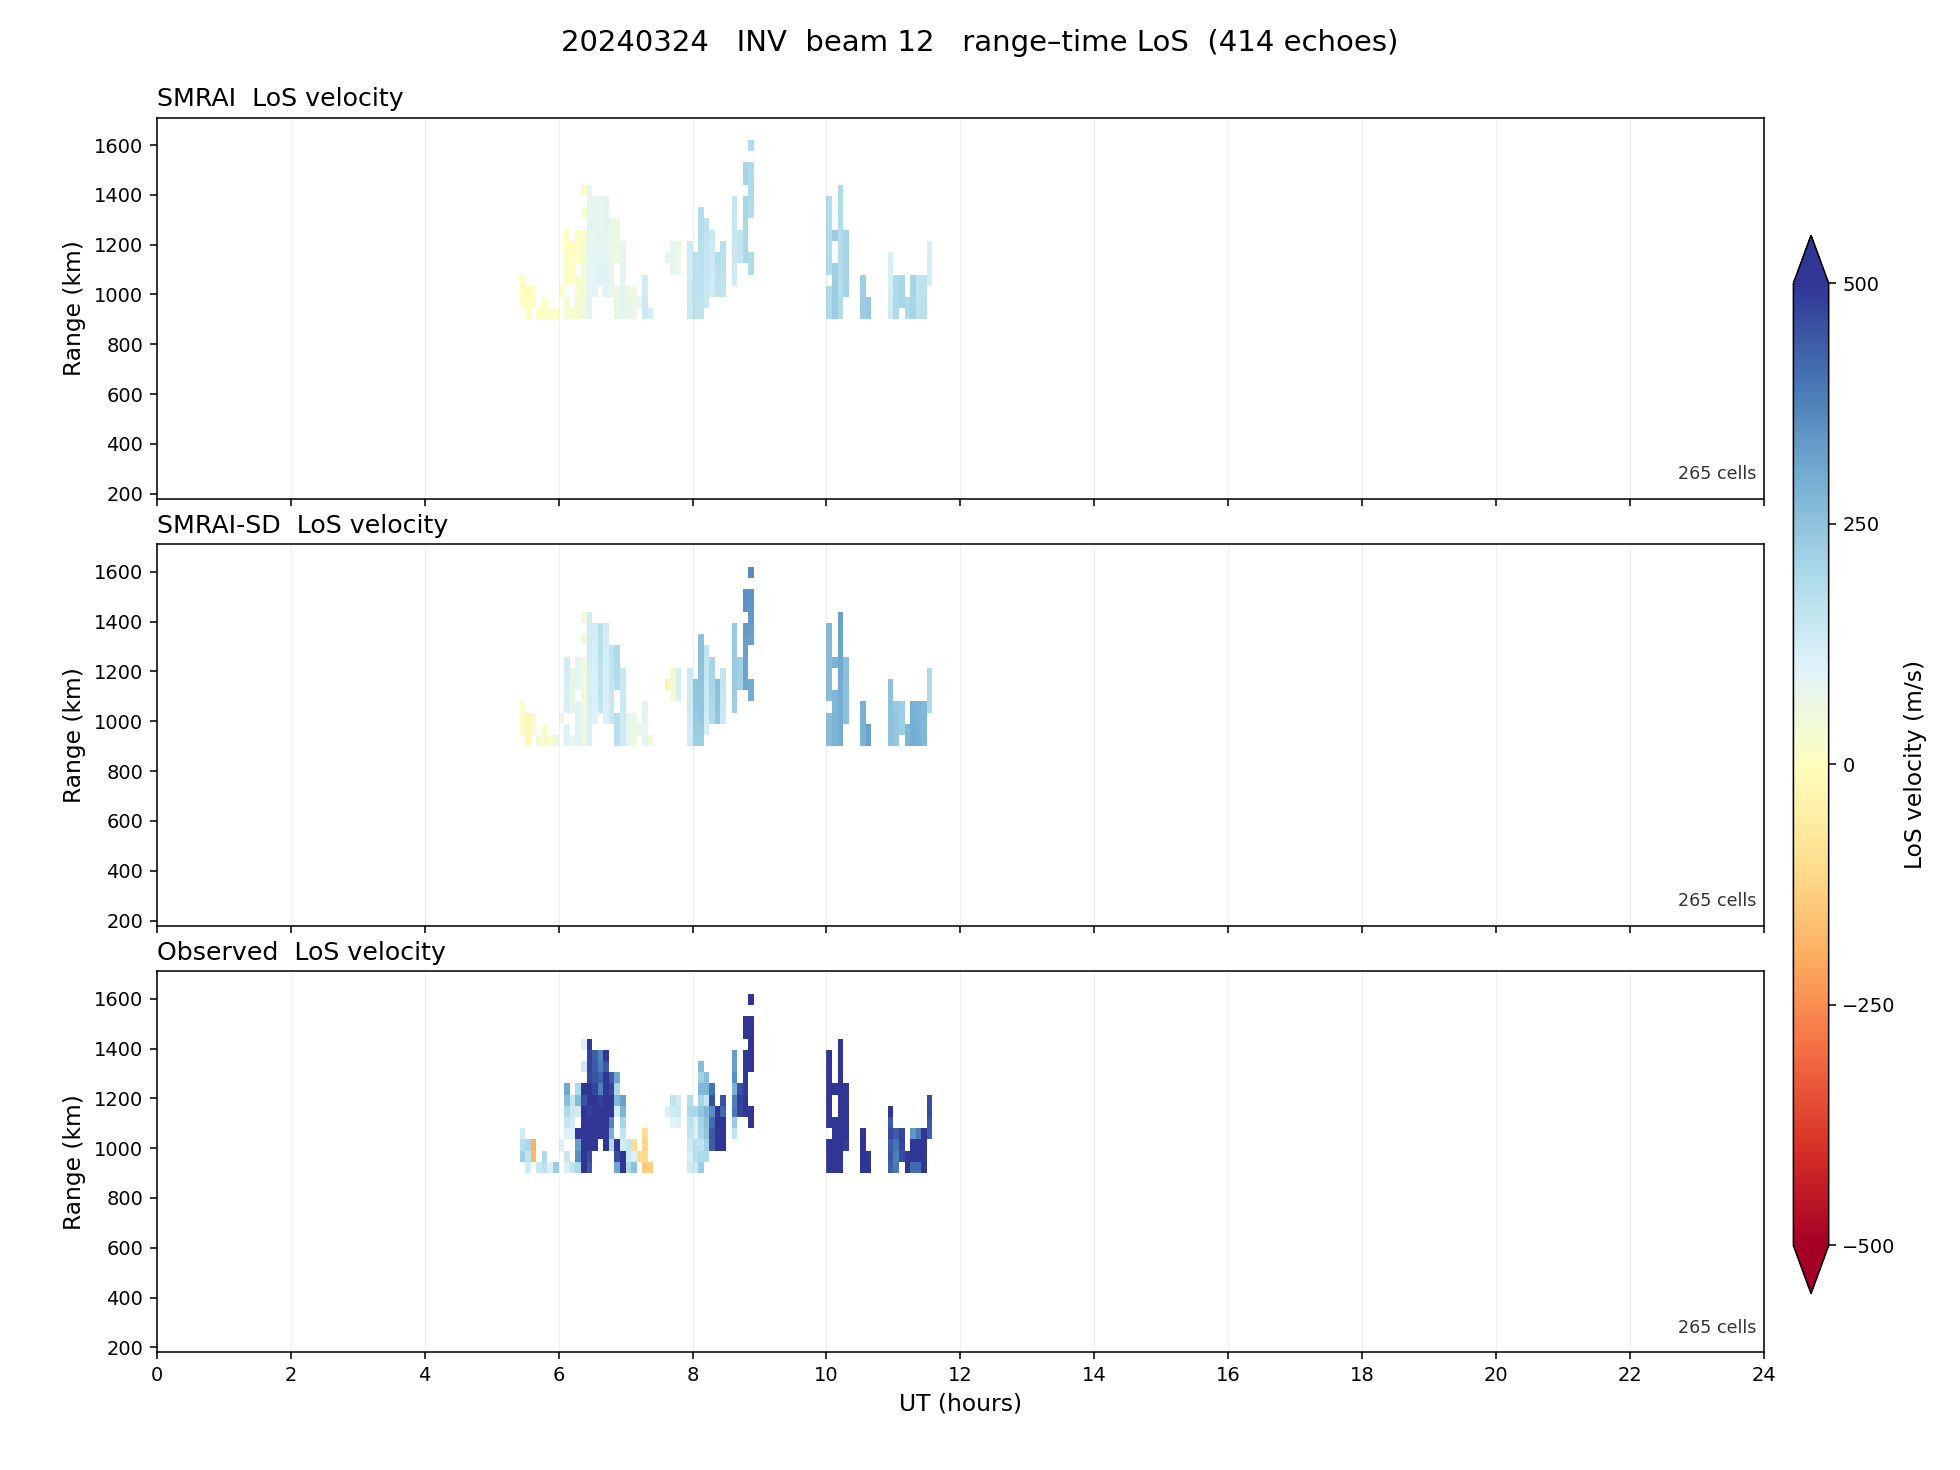 20240324   INV  beam 12   range–time LoS  (414 echoes)
SMRAI  LoS velocity
1600
1400
1200
1000
800
600
400
200
Range (km)
265 cells
SMRAI-SD  LoS velocity
1600
1400
1200
1000
800
600
400
200
Range (km)
265 cells
Observed  LoS velocity
1600
1400
1200
1000
800
600
400
200
Range (km)
265 cells
0 2 4 6 8 10 12 14 16 18 20 22 24
UT (hours)
500
250
0
−250
−500
LoS velocity (m/s)